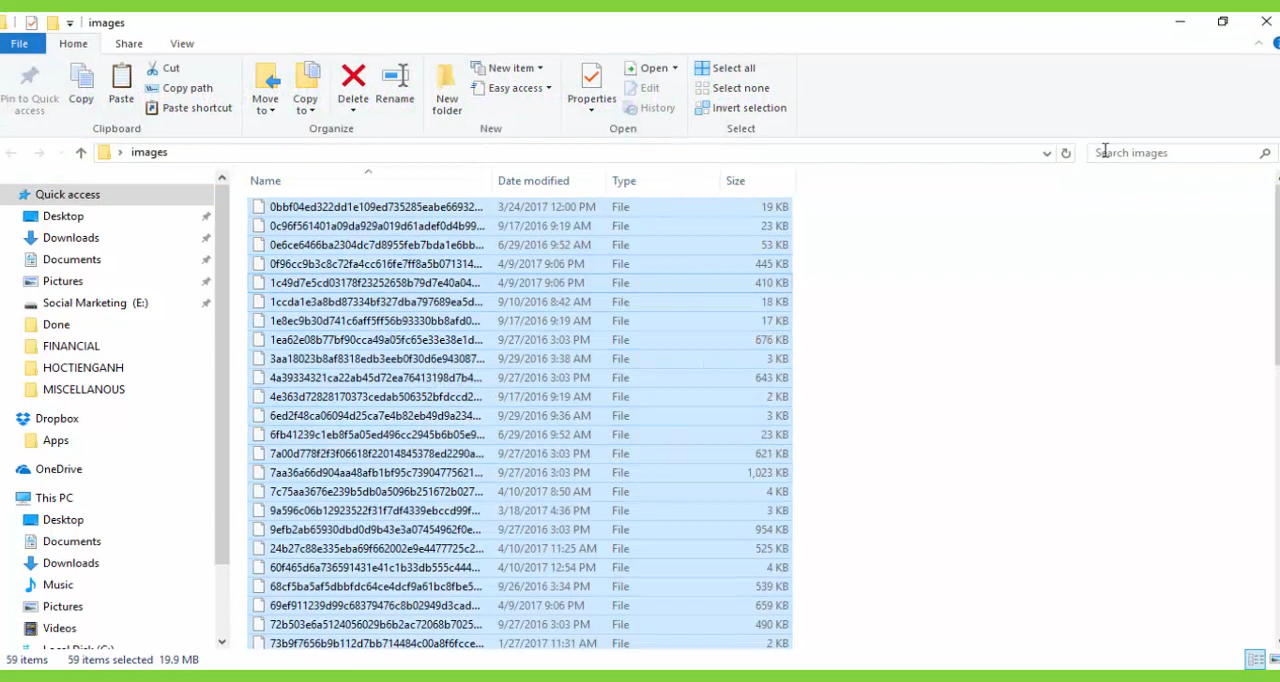 images
File Home Share View
Pin to Quick access
Copy
Paste
Cut
Copy path
Paste shortcut
Clipboard
Move to
Copy to
Delete
Rename
Organize
New folder
New item
Easy access
New
Properties
Open
Edit
History
Open
Select all
Select none
Invert selection
Select
images
Search images
Quick access
Desktop
Downloads
Documents
Pictures
Social Marketing (E:)
Done
FINANCIAL
HOCTIENGANH
MISCELLANOUS
Dropbox
Apps
OneDrive
This PC
Desktop
Documents
Downloads
Music
Pictures
Videos
Name Date modified Type Size
0bbf04ed322dd1e109ed735285eabe66932... 3/24/2017 12:00 PM File 19 KB
0c96f561401a09da929a019d61adef0d4b99... 9/17/2016 9:19 AM File 23 KB
0e6ce6466ba2304dc7d8955feb7bda1e6bb... 6/29/2016 9:52 AM File 53 KB
0f96cc9b3c8c72fa4cc616fe7ff8a5b071314... 4/9/2017 9:06 PM File 445 KB
1c49d7e5cd03178f23252658b79d7e40a04... 4/9/2017 9:06 PM File 410 KB
1ccda1e3a8bd87334bf327dba797689ea5d... 9/10/2016 8:42 AM File 18 KB
1e8ec9b30d741c6aff5ff56b93330bb8afd0... 9/17/2016 9:19 AM File 17 KB
1ea62e08b77bf90cca49a05fc65e33e38e1d... 9/27/2016 3:03 PM File 676 KB
3aa18023b8af8318edb3eeb0f30d6e943087... 9/29/2016 3:38 AM File 3 KB
4a39334321ca22ab45d72ea76413198d7b4... 9/27/2016 3:03 PM File 643 KB
4e363d72828170373cedab506352bfdccd2... 9/17/2016 9:19 AM File 2 KB
6ed2f48ca06094d25ca7e4b82eb49d9a234... 9/29/2016 9:36 AM File 3 KB
6fb41239c1eb8f5a05ed496cc2945b6b05e9... 6/29/2016 9:52 AM File 23 KB
7a00d778f2f3f06618f22014845378ed2290a... 9/27/2016 3:03 PM File 621 KB
7aa36a66d904aa48afb1bf95c73904775621... 9/27/2016 3:03 PM File 1,023 KB
7c75aa3676e239b5db0a5096b251672b027... 4/10/2017 8:50 AM File 4 KB
9a596c06b12923522f31f7df4339ebccd99f... 3/18/2017 4:36 PM File 3 KB
9efb2ab65930dbd0d9b43e3a07454962f0e... 9/27/2016 3:03 PM File 954 KB
24b27c88e335eba69f662002e9e4477725c2... 4/10/2017 11:25 AM File 525 KB
60f465d6a736591431e41c1b33db555c444... 4/10/2017 12:54 PM File 4 KB
68cf5ba5af5dbbfdc64ce4dcf9a61bc8fbe5... 9/26/2016 3:34 PM File 539 KB
69ef911239d99c68379476c8b02949d3cad... 4/9/2017 9:06 PM File 659 KB
72b503e6a5124056029b6b2ac72068b7025... 9/27/2016 3:03 PM File 490 KB
73b9f7656b9b112d7bb714484c00a8f6fcce... 1/27/2017 11:31 AM File 2 KB
59 items 59 items selected 19.9 MB